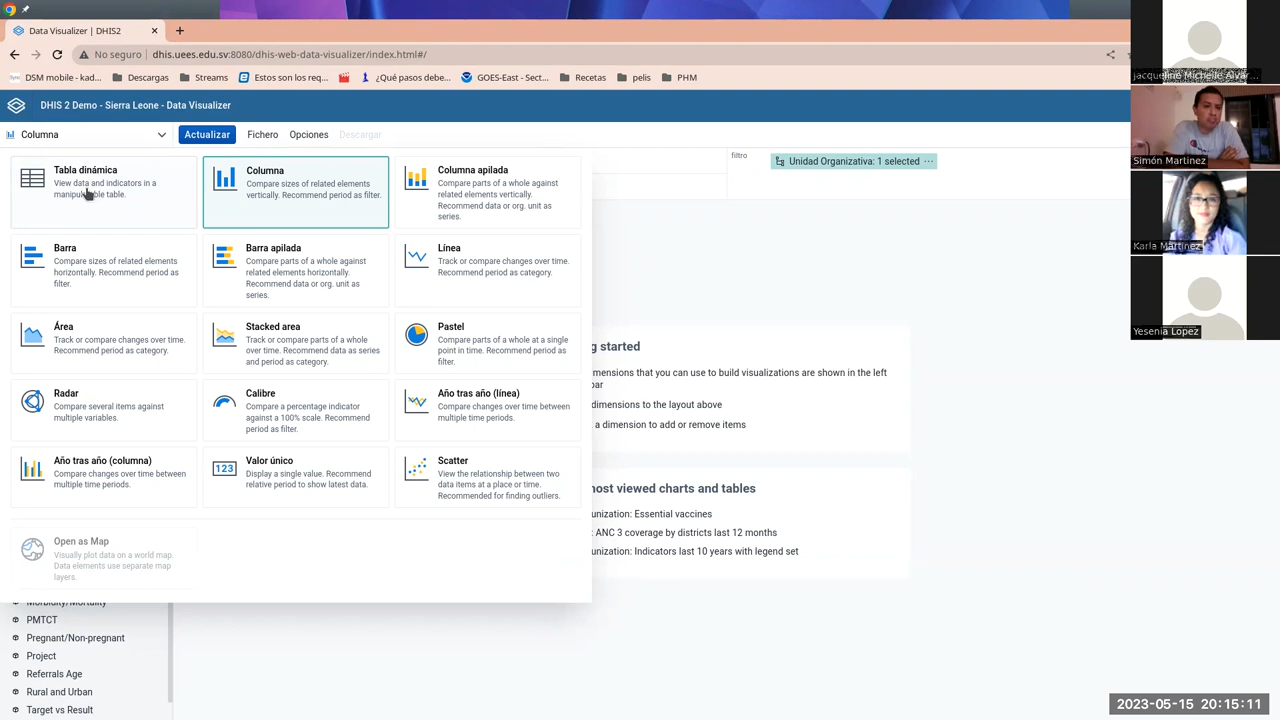 Data Visualizer | DHIS2
No seguro
dhis.uees.edu.sv:8080/dhis-web-data-visualizer/index.html#/
DSM mobile - kad...
Descargas
Streams
Estos son los req...
¿Qué pasos debe...
GOES-East - Sect...
Recetas
pelis
PHM
DHIS 2 Demo - Sierra Leone - Data Visualizer
Columna
Actualizar
Fichero
Opciones
Descargar
filtro
Unidad Organizativa: 1 selected
Tabla dinámica
View data and indicators in a
manipulable table.
Columna
Compare sizes of related elements
vertically. Recommend period as filter.
Columna apilada
Compare parts of a whole against
related elements vertically.
Recommend data or org. unit as
series.
Barra
Compare sizes of related elements
horizontally. Recommend period as
filter.
Barra apilada
Compare parts of a whole against
related elements horizontally.
Recommend data or org. unit as
series.
Línea
Track or compare changes over time.
Recommend period as category.
Área
Track or compare changes over time.
Recommend period as category.
Stacked area
Track or compare parts of a whole
over time. Recommend data as series
and period as category.
Pastel
Compare parts of a whole at a single
point in time. Recommend period as
filter.
Radar
Compare several items against
multiple variables.
Calibre
Compare a percentage indicator
against a 100% scale. Recommend
period as filter.
Año tras año (línea)
Compare changes over time between
multiple time periods.
Año tras año (columna)
Compare changes over time between
multiple time periods.
Valor único
Display a single value. Recommend
relative period to show latest data.
Scatter
View the relationship between two
data items at a place or time.
Recommended for finding outliers.
Open as Map
Visually plot data on a world map.
Data elements use separate map
layers.
g started
mensions that you can use to build visualizations are shown in the left
bar
dimensions to the layout above
a dimension to add or remove items
most viewed charts and tables
unization: Essential vaccines
: ANC 3 coverage by districts last 12 months
unization: Indicators last 10 years with legend set
Morbidity/Mortality
PMTCT
Pregnant/Non-pregnant
Project
Referrals Age
Rural and Urban
Target vs Result
jacqueline Michelle Alvar...
Simón Martinez
Karla Martínez
Yesenia Lopez
2023-05-15 20:15:11